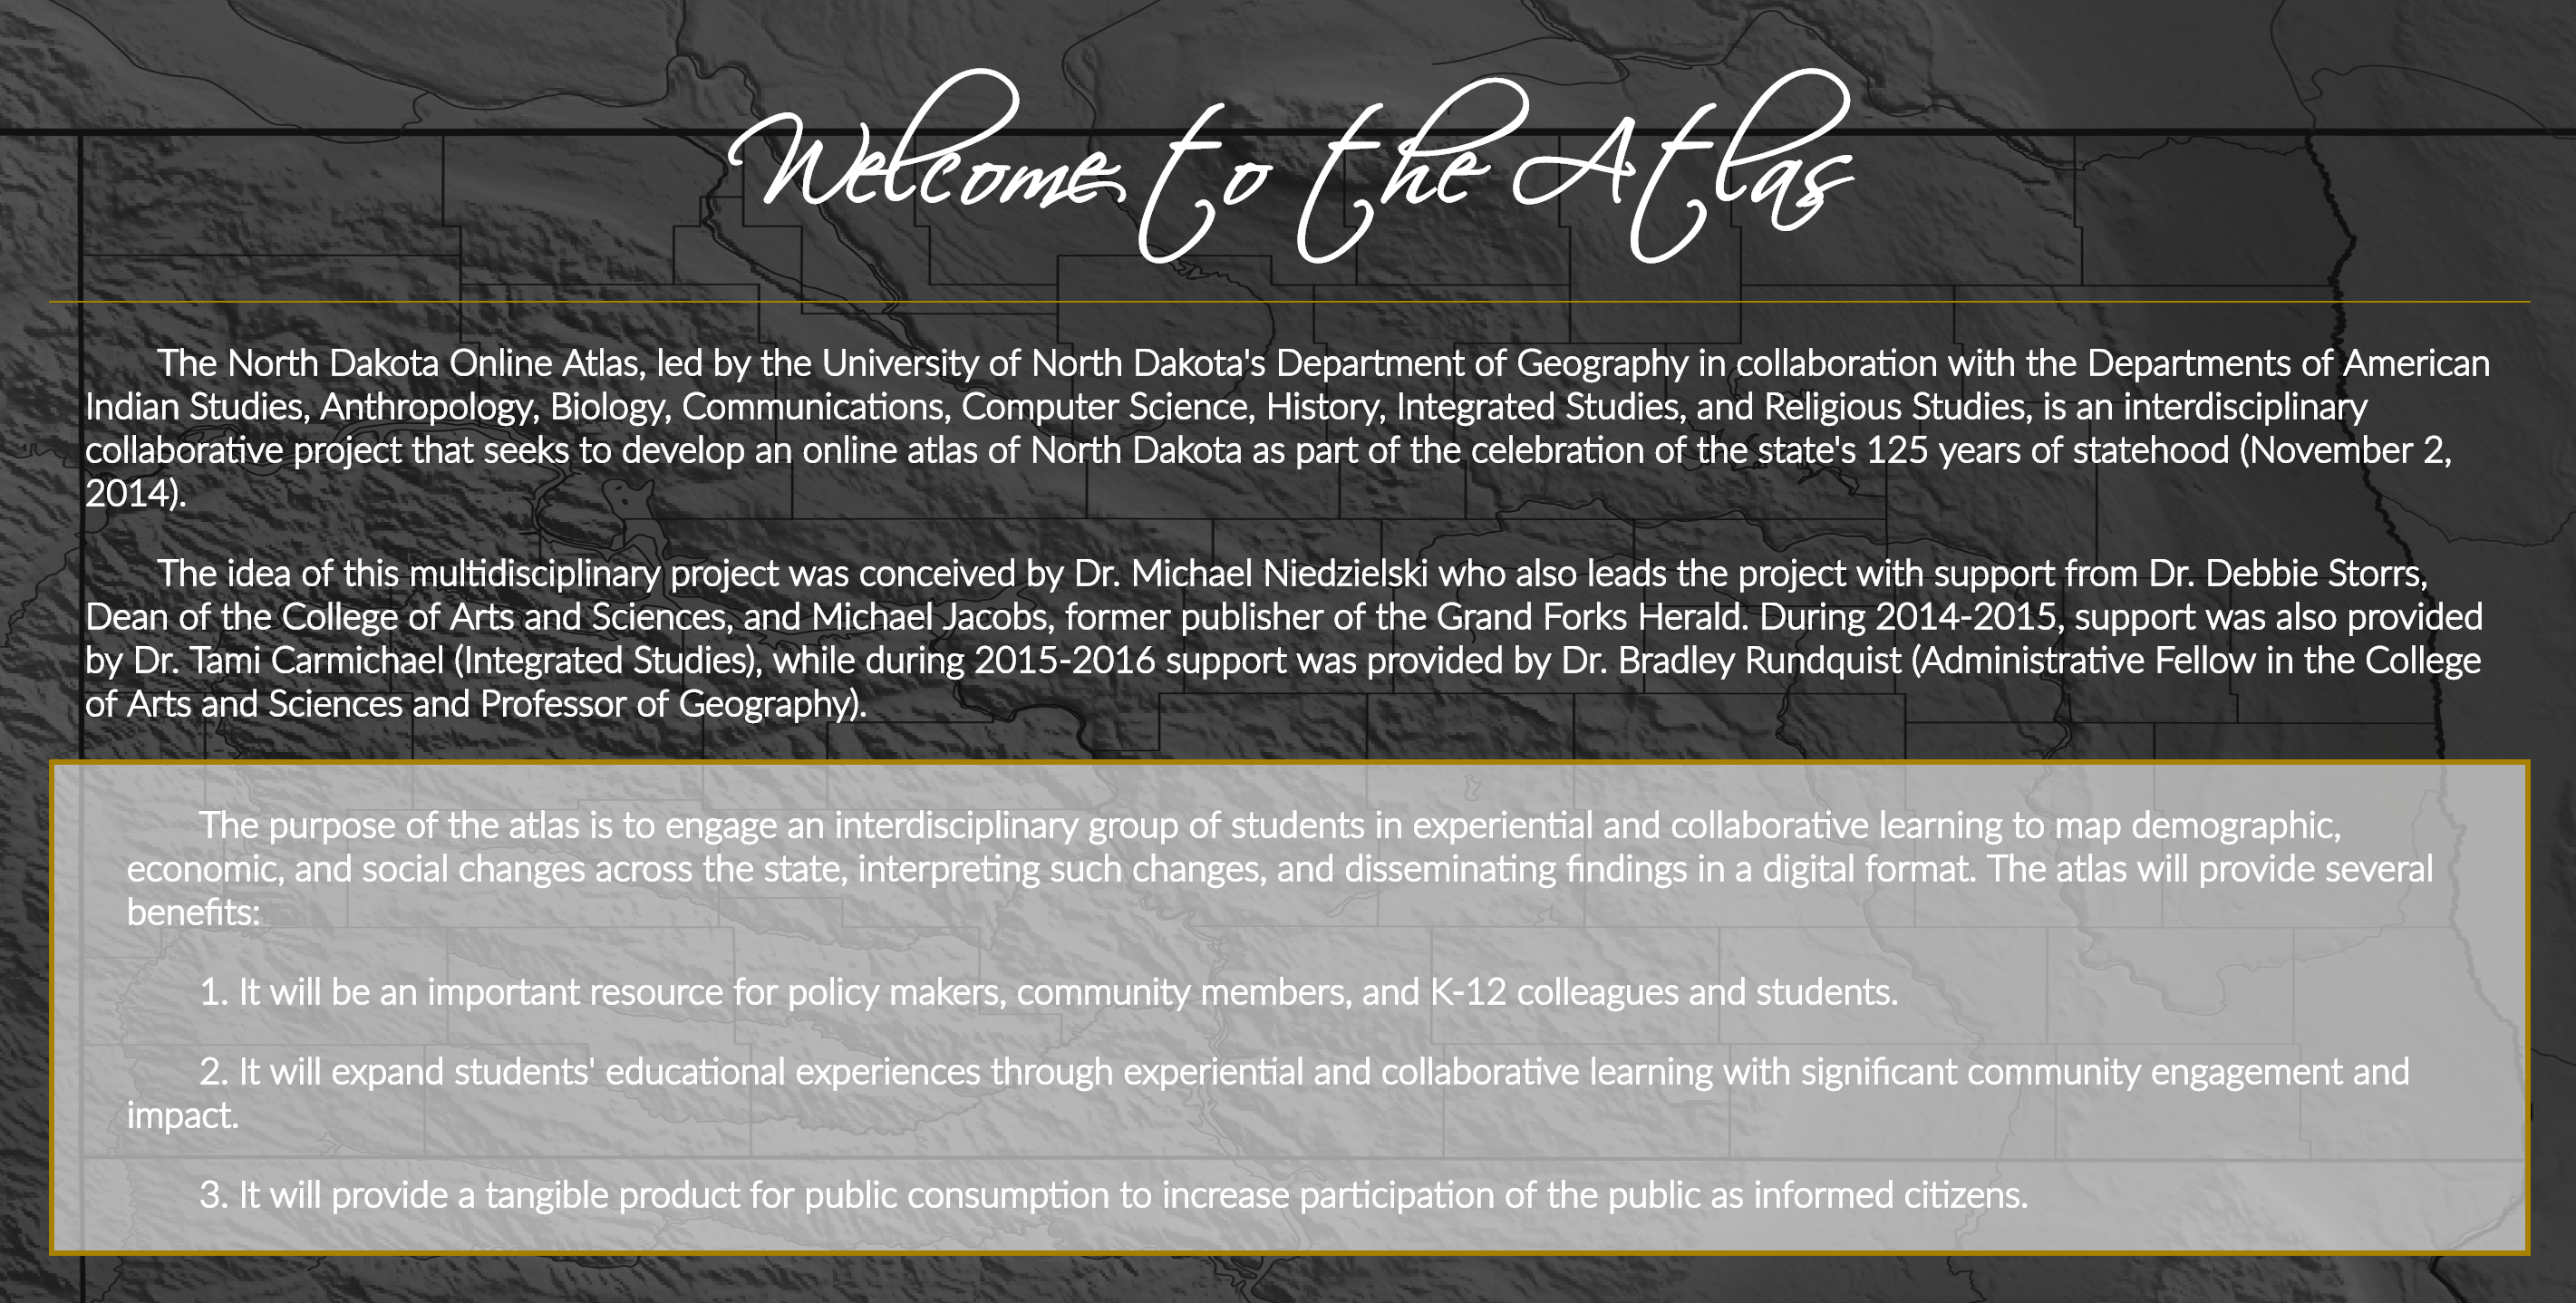 Welcome to the Atlas
The North Dakota Online Atlas, led by the University of North Dakota's Department of Geography in collaboration with the Departments of American
Indian Studies, Anthropology, Biology, Communications, Computer Science, History, Integrated Studies, and Religious Studies, is an interdisciplinary
collaborative project that seeks to develop an online atlas of North Dakota as part of the celebration of the state's 125 years of statehood (November 2,
2014).
The idea of this multidisciplinary project was conceived by Dr. Michael Niedzielski who also leads the project with support from Dr. Debbie Storrs,
Dean of the College of Arts and Sciences, and Michael Jacobs, former publisher of the Grand Forks Herald. During 2014-2015, support was also provided
by Dr. Tami Carmichael (Integrated Studies), while during 2015-2016 support was provided by Dr. Bradley Rundquist (Administrative Fellow in the College
of Arts and Sciences and Professor of Geography).
The purpose of the atlas is to engage an interdisciplinary group of students in experiential and collaborative learning to map demographic,
economic, and social changes across the state, interpreting such changes, and disseminating findings in a digital format. The atlas will provide several
benefits:
1. It will be an important resource for policy makers, community members, and K-12 colleagues and students.
2. It will expand students' educational experiences through experiential and collaborative learning with significant community engagement and
impact.
3. It will provide a tangible product for public consumption to increase participation of the public as informed citizens.